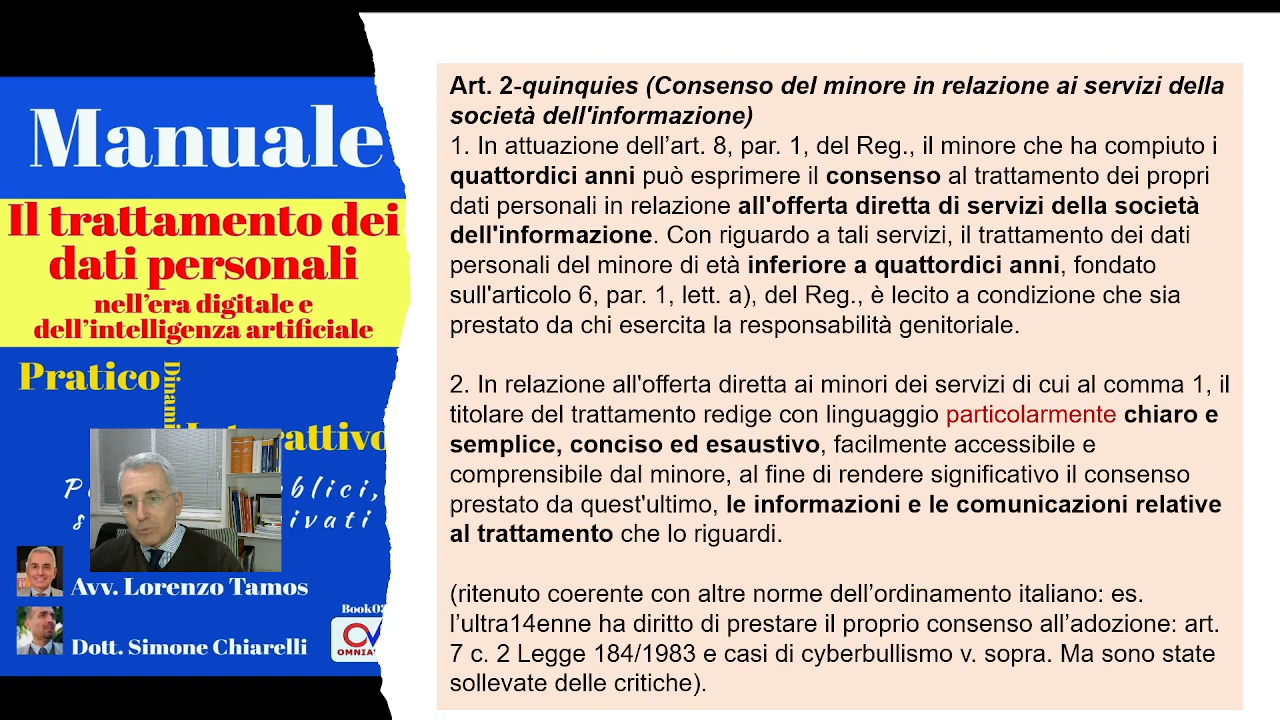 Manuale
Il trattamento dei
dati personali
nell'era digitale e
dell'intelligenza artificiale
Pratico
Avv. Lorenzo Tamos
Dott. Simone Chiarelli
Art. 2-quinquies (Consenso del minore in relazione ai servizi della
società dell'informazione)
1. In attuazione dell’art. 8, par. 1, del Reg., il minore che ha compiuto i
quattordici anni può esprimere il consenso al trattamento dei propri
dati personali in relazione all'offerta diretta di servizi della società
dell'informazione. Con riguardo a tali servizi, il trattamento dei dati
personali del minore di età inferiore a quattordici anni, fondato
sull'articolo 6, par. 1, lett. a), del Reg., è lecito a condizione che sia
prestato da chi esercita la responsabilità genitoriale.
2. In relazione all'offerta diretta ai minori dei servizi di cui al comma 1, il
titolare del trattamento redige con linguaggio particolarmente chiaro e
semplice, conciso ed esaustivo, facilmente accessibile e
comprensibile dal minore, al fine di rendere significativo il consenso
prestato da quest'ultimo, le informazioni e le comunicazioni relative
al trattamento che lo riguardi.
(ritenuto coerente con altre norme dell’ordinamento italiano: es.
l’ultra14enne ha diritto di prestare il proprio consenso all’adozione: art.
7 c. 2 Legge 184/1983 e casi di cyberbullismo v. sopra. Ma sono state
sollevate delle critiche).